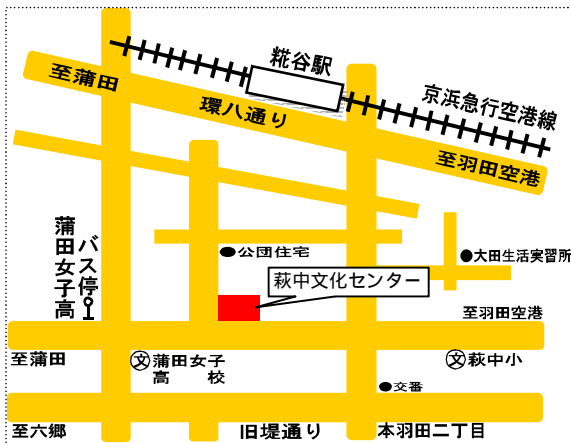 糀谷駅
京浜急行空港線
至蒲田
環八通り
至羽田空港
蒲田女子高
バス停
公団住宅
大田生活実習所
萩中文化センター
至羽田空港
至蒲田
文
蒲田女子
高　校
文
萩中小
交番
至六郷
旧堤通り
本羽田二丁目